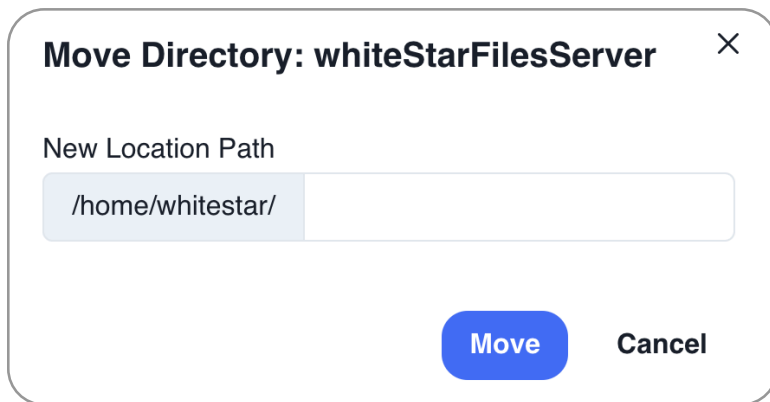 Move Directory: whiteStarFilesServer
New Location Path
/home/whitestar/
Move Cancel